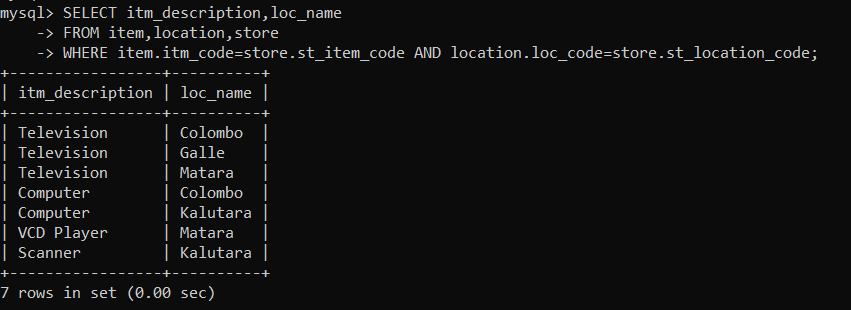 mysql> SELECT itm_description,loc_name
    -> FROM item,location,store
    -> WHERE item.itm_code=store.st_item_code AND location.loc_code=store.st_location_code;
+-----------------+----------+
| itm_description | loc_name |
+-----------------+----------+
| Television      | Colombo  |
| Television      | Galle    |
| Television      | Matara   |
| Computer        | Colombo  |
| Computer        | Kalutara |
| VCD Player      | Matara   |
| Scanner         | Kalutara |
+-----------------+----------+
7 rows in set (0.00 sec)